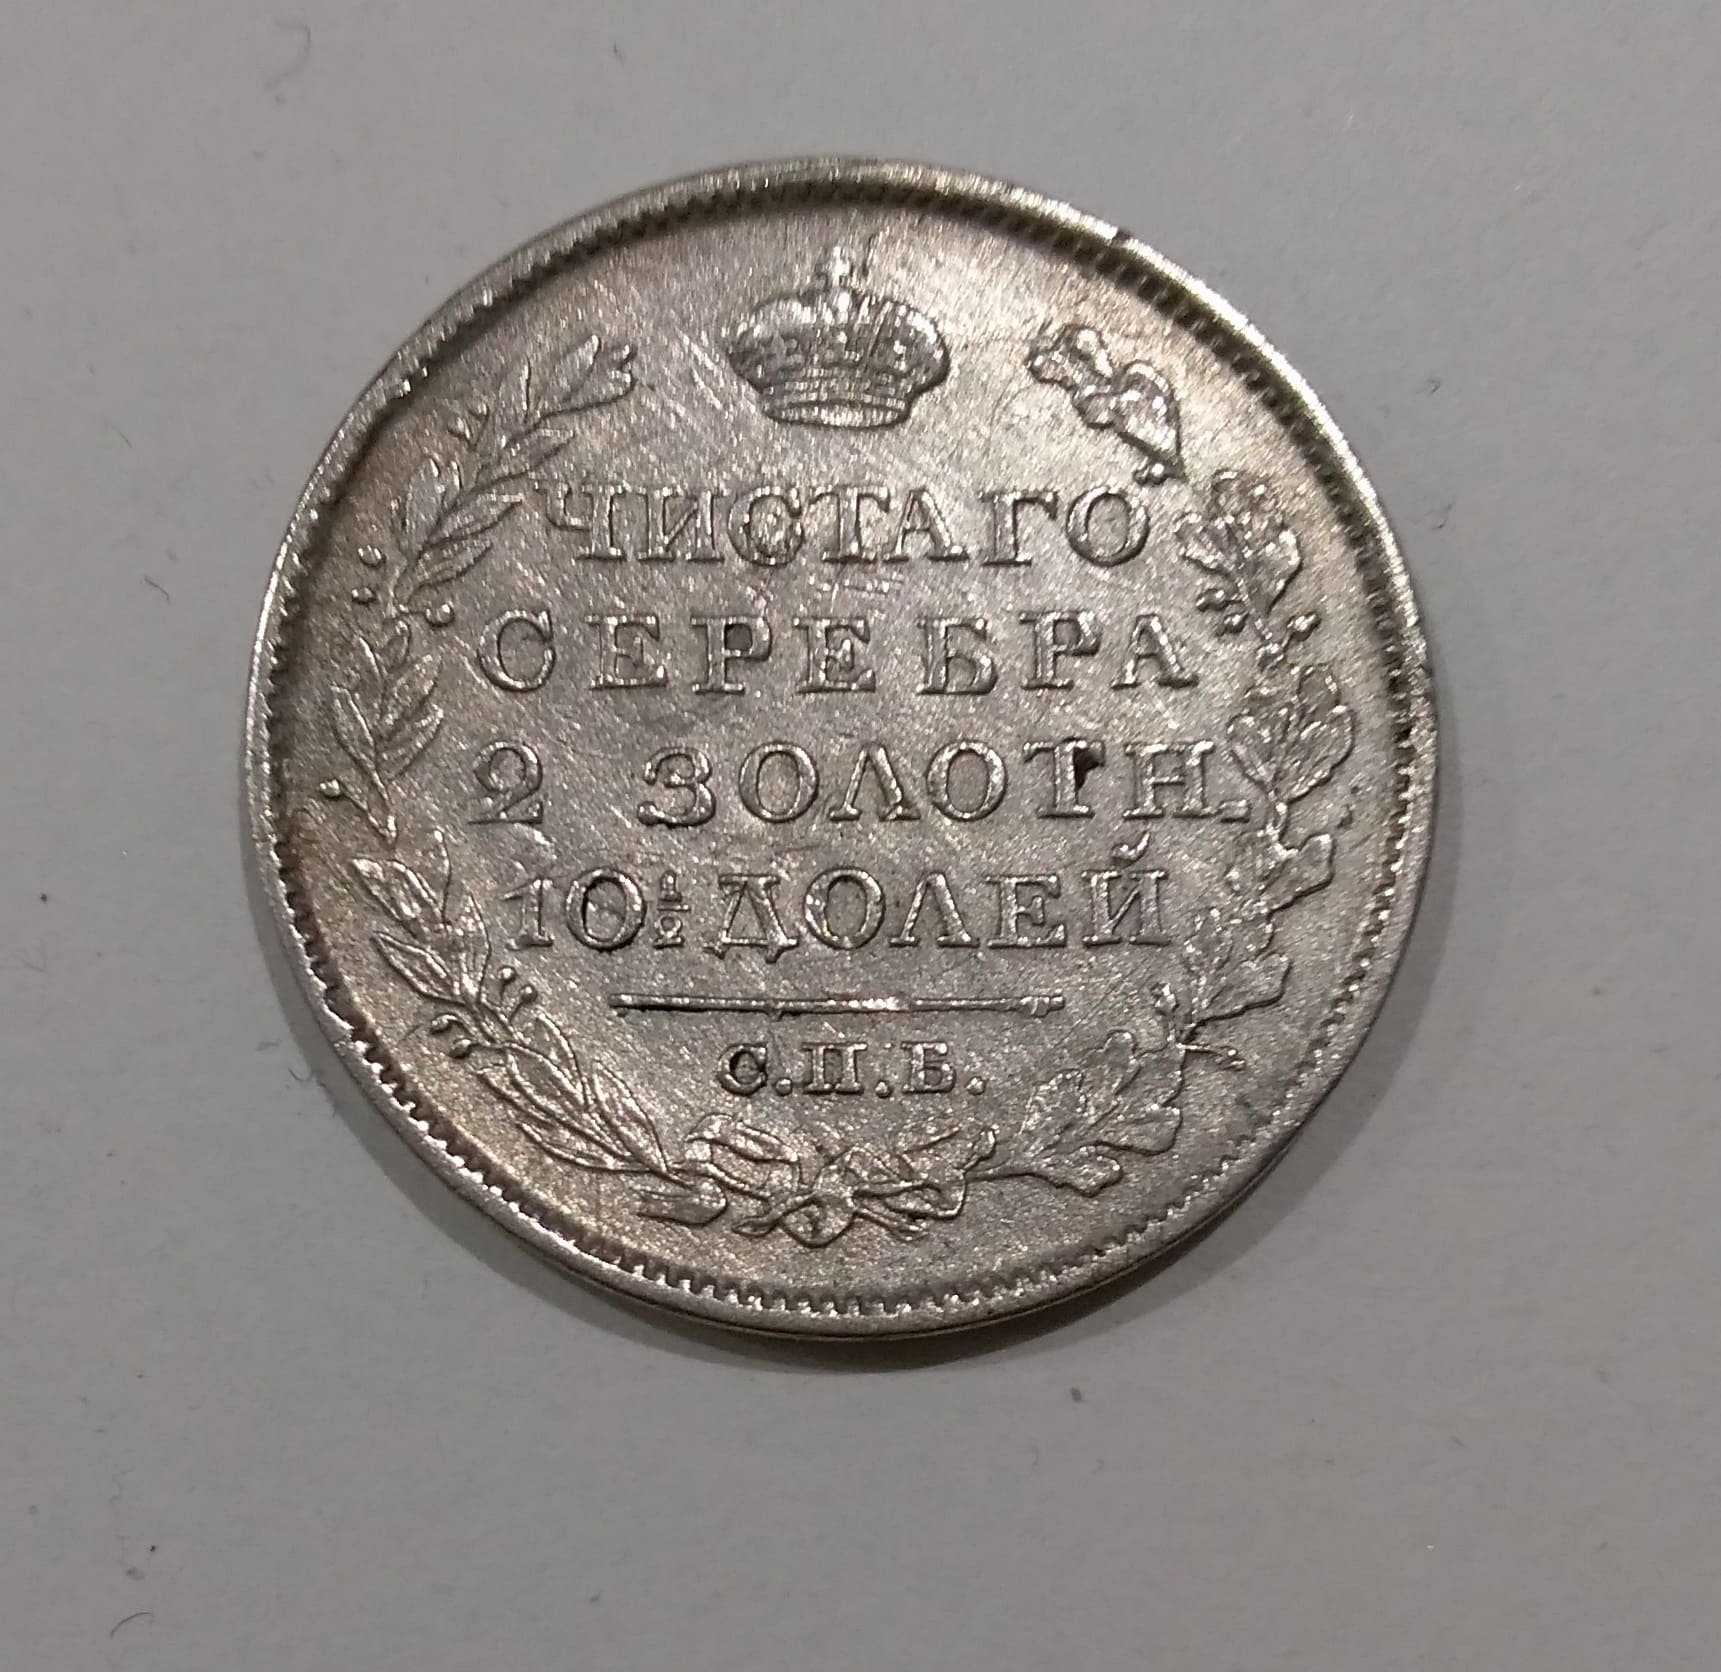 ЧИСТАГО
СЕРЕБРА
2 ЗОЛОТН.
10½ ДОЛЕЙ
С.П.Б.